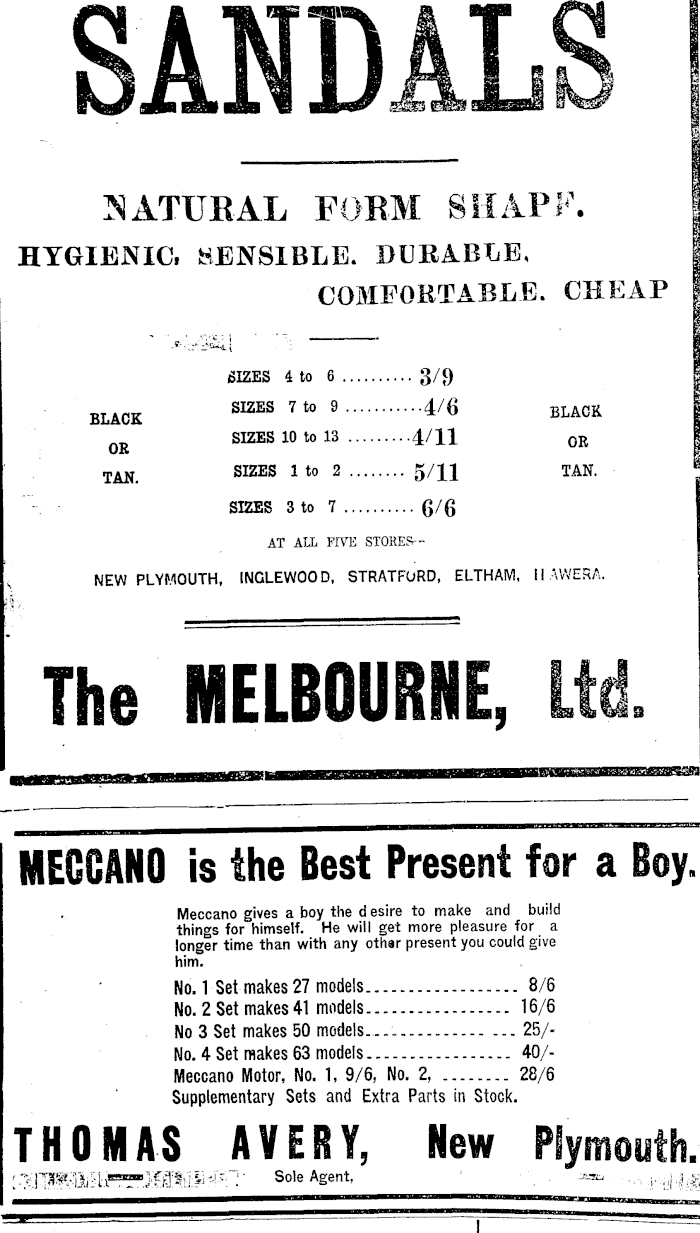 SANDALS
NATURAL FORM SHAPE.
HYGIENIC, SENSIBLE. DURABLE,
COMFORTABLE. CHEAP
SIZES 4 to 6 .......... 3/9
SIZES 7 to 9 ...........4/6
SIZES 10 to 13 .........4/11
SIZES 1 to 2 ........ 5/11
SIZES 3 to 7 .......... 6/6
BLACK
OR
TAN.
BLACK
OR
TAN.
AT ALL FIVE STORES--
NEW PLYMOUTH, INGLEWOOD, STRATFORD, ELTHAM, HAWERA.
The MELBOURNE, Ltd.
MECCANO is the Best Present for a Boy.
Meccano gives a boy the desire to make and build
things for himself. He will get more pleasure for a
longer time than with any other present you could give
him.
No. 1 Set makes 27 models.................. 8/6
No. 2 Set makes 41 models................. 16/6
No 3 Set makes 50 models.................. 25/-
No. 4 Set makes 63 models................. 40/-
Meccano Motor, No. 1, 9/6, No. 2, ........ 28/6
Supplementary Sets and Extra Parts in Stock.
THOMAS AVERY, New Plymouth.
Sole Agent,